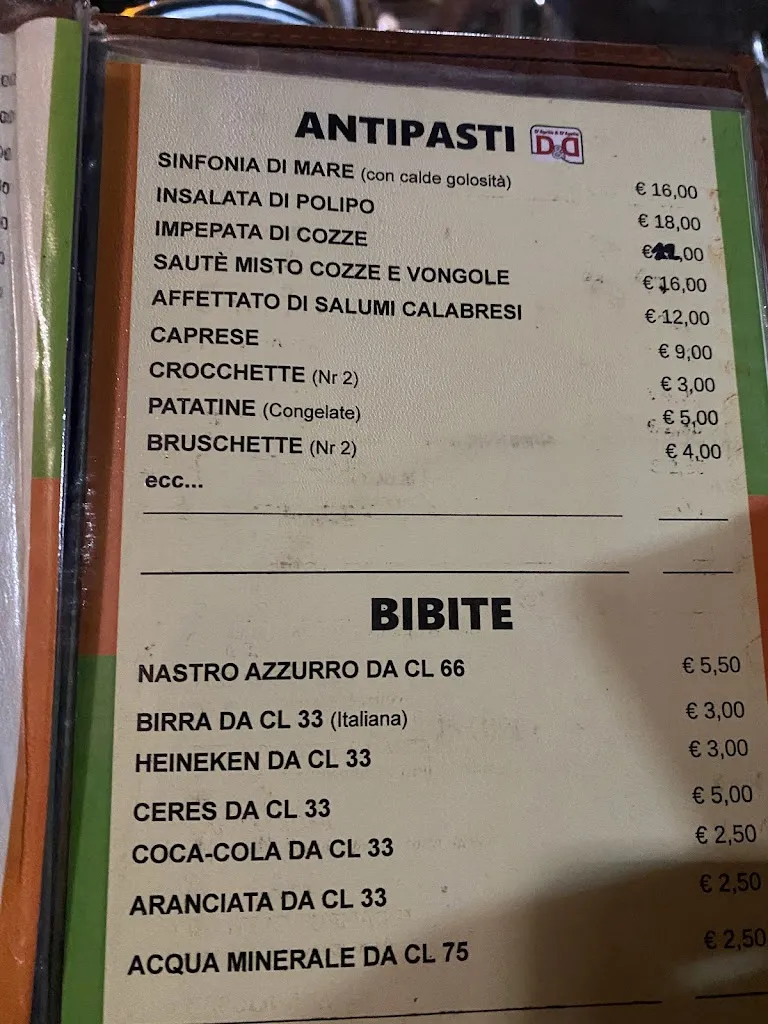 ANTIPASTI
D&D
SINFONIA DI MARE (con calde golosità) € 16,00
INSALATA DI POLIPO € 18,00
IMPEPATA DI COZZE € ,00
SAUTÈ MISTO COZZE E VONGOLE € 16,00
AFFETTATO DI SALUMI CALABRESI € 12,00
CAPRESE € 9,00
CROCCHETTE (Nr 2) € 3,00
PATATINE (Congelate) € 5,00
BRUSCHETTE (Nr 2) € 4,00
ecc...
BIBITE
NASTRO AZZURRO DA CL 66 € 5,50
BIRRA DA CL 33 (Italiana) € 3,00
HEINEKEN DA CL 33 € 3,00
CERES DA CL 33 € 5,00
COCA-COLA DA CL 33 € 2,50
ARANCIATA DA CL 33 € 2,50
ACQUA MINERALE DA CL 75 € 2,50